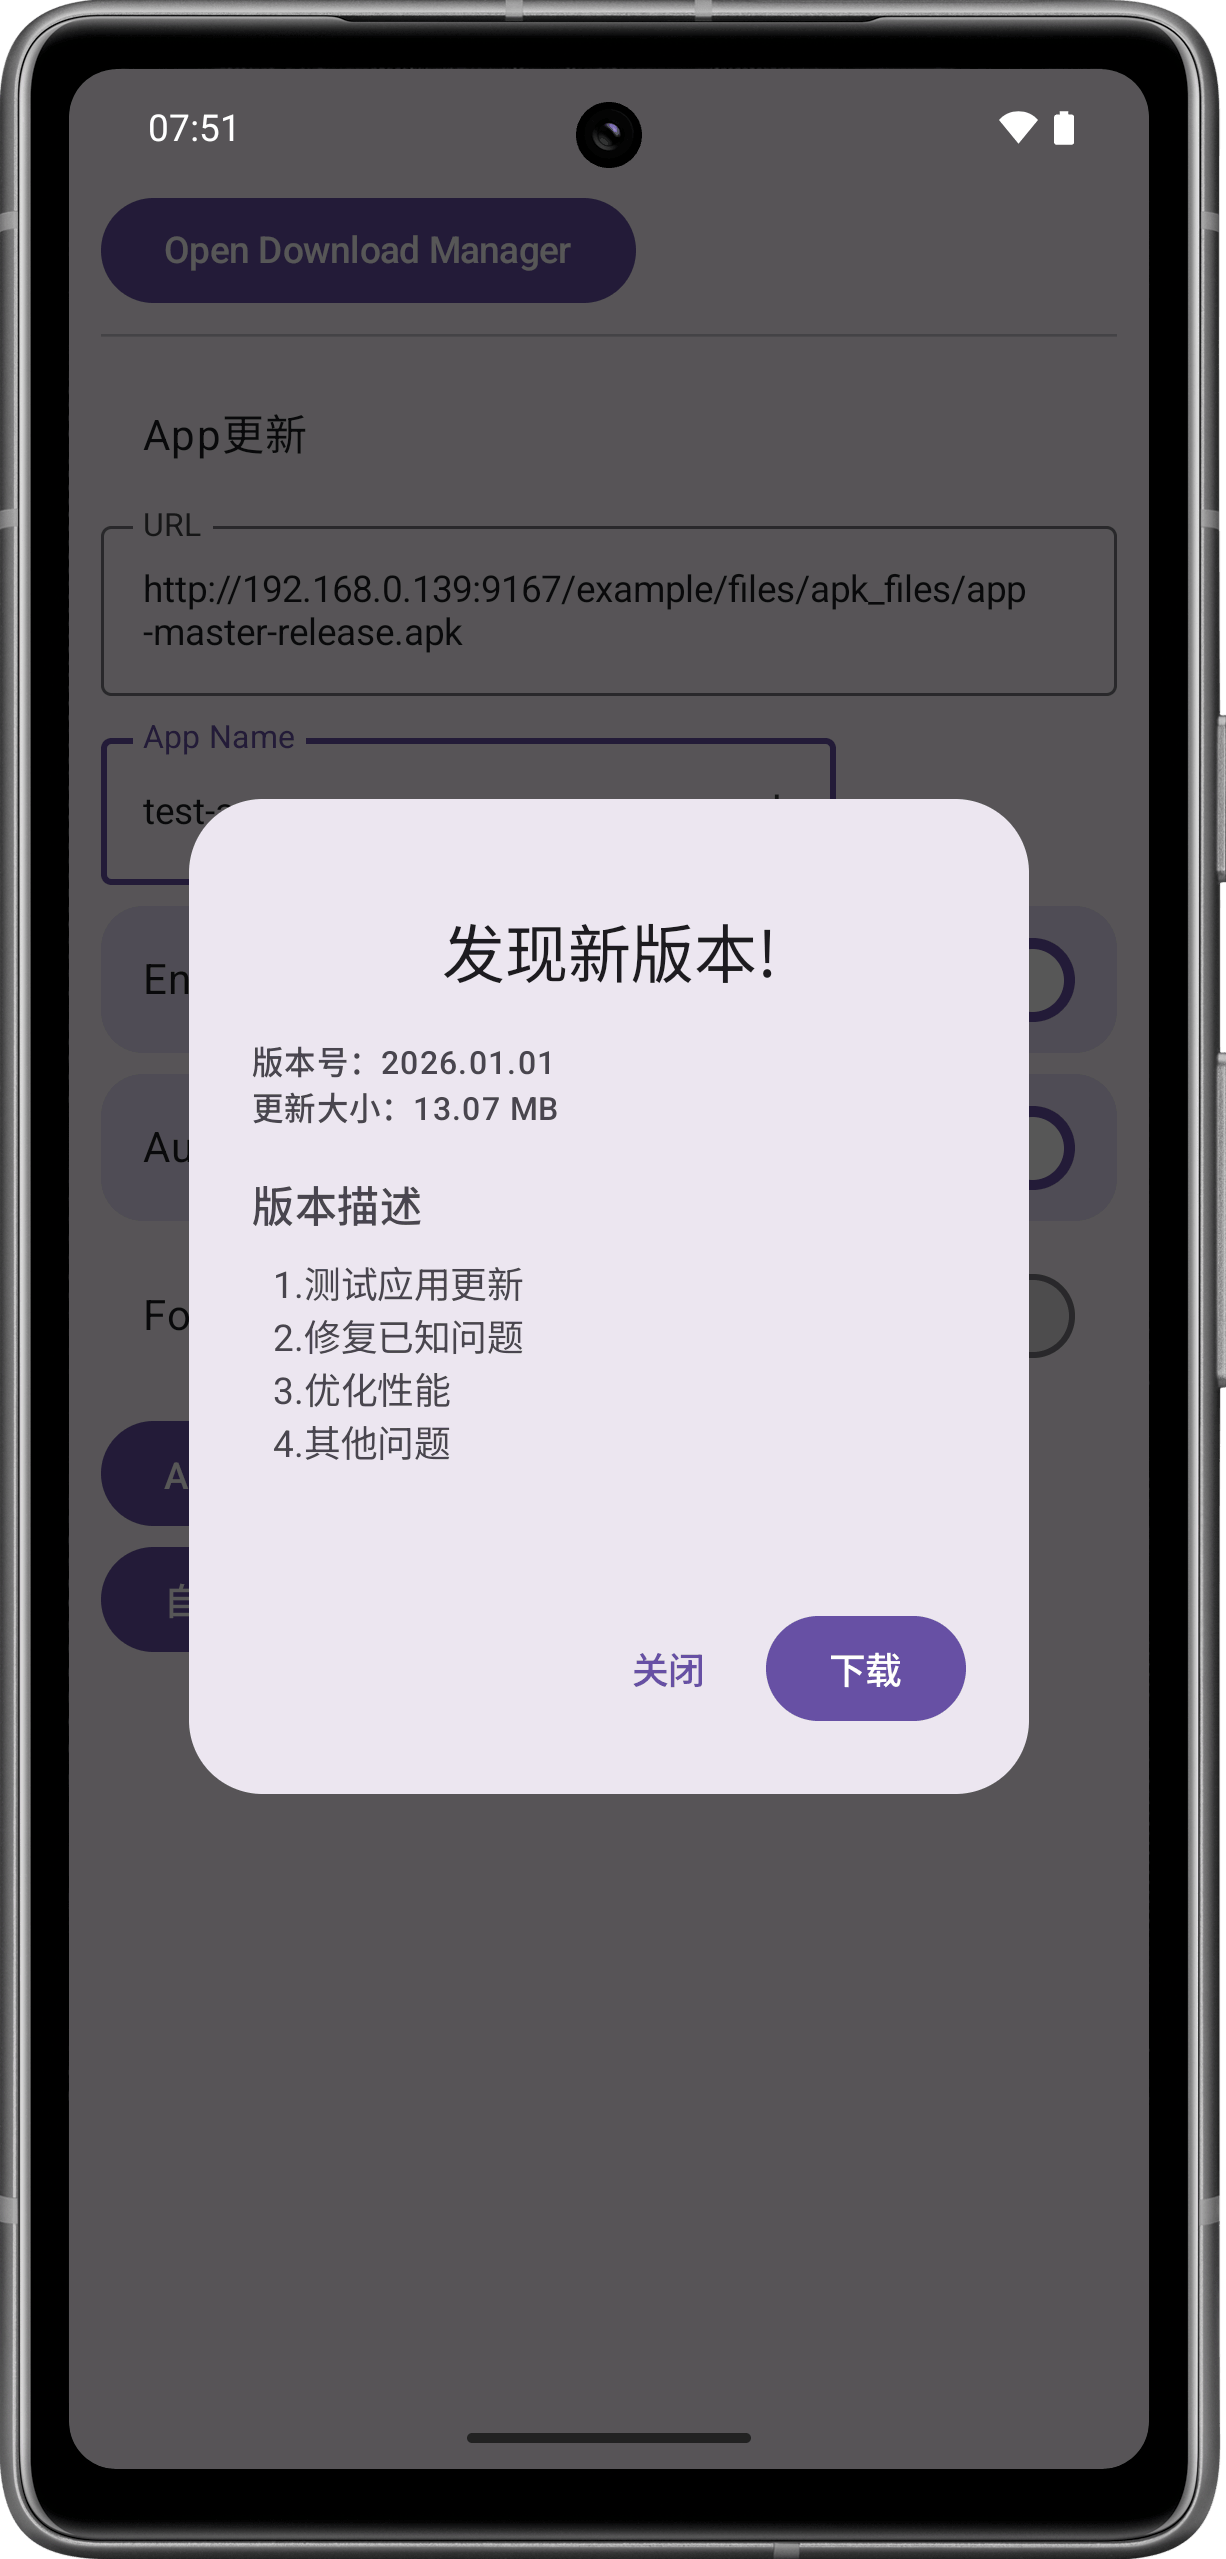 07:51
Open Download Manager
App更新
URL
http://192.168.0.139:9167/example/files/apk_files/app
-master-release.apk
App Name
test-
发现新版本!
版本号：2026.01.01
更新大小：13.07 MB
版本描述
1.测试应用更新
2.修复已知问题
3.优化性能
4.其他问题
En
Au
Fo
A
关闭
下载